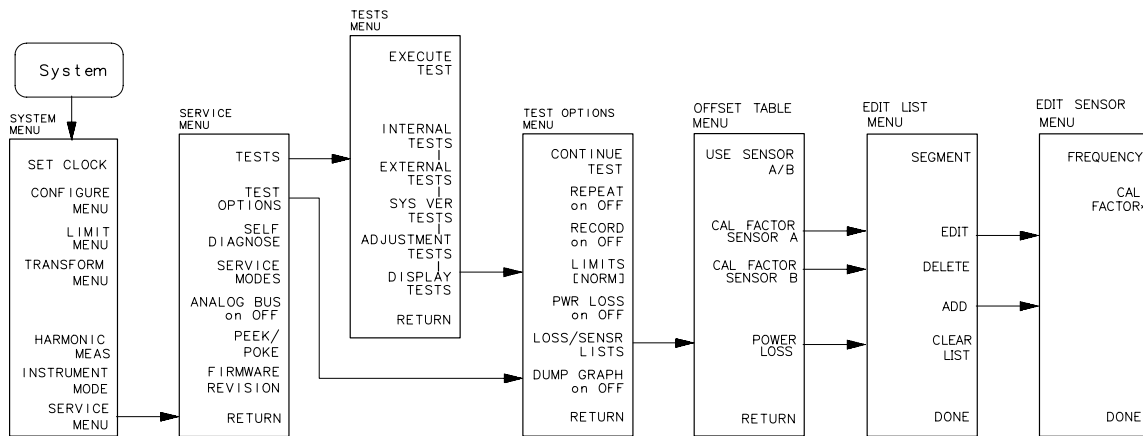 System
SYSTEM
MENU
SET CLOCK
CONFIGURE
MENU
LIMIT
MENU
TRANSFORM
MENU
HARMONIC
MEAS
INSTRUMENT
MODE
SERVICE
MENU
SERVICE
MENU
TESTS
TEST
OPTIONS
SELF
DIAGNOSE
SERVICE
MODES
ANALOG BUS
on OFF
PEEK/
POKE
FIRMWARE
REVISION
RETURN
TESTS
MENU
EXECUTE
TEST
INTERNAL
TESTS
EXTERNAL
TESTS
SYS VER
TESTS
ADJUSTMENT
TESTS
DISPLAY
TESTS
RETURN
TEST OPTIONS
MENU
CONTINUE
TEST
REPEAT
on OFF
RECORD
on OFF
LIMITS
[NORM]
PWR LOSS
on OFF
LOSS/SENSR
LISTS
DUMP GRAPH
on OFF
RETURN
OFFSET TABLE
MENU
USE SENSOR
A/B
CAL FACTOR
SENSOR A
CAL FACTOR
SENSOR B
POWER
LOSS
RETURN
EDIT LIST
MENU
SEGMENT
EDIT
DELETE
ADD
CLEAR
LIST
DONE
EDIT SENSOR
MENU
FREQUENCY
CAL
FACTOR
DONE